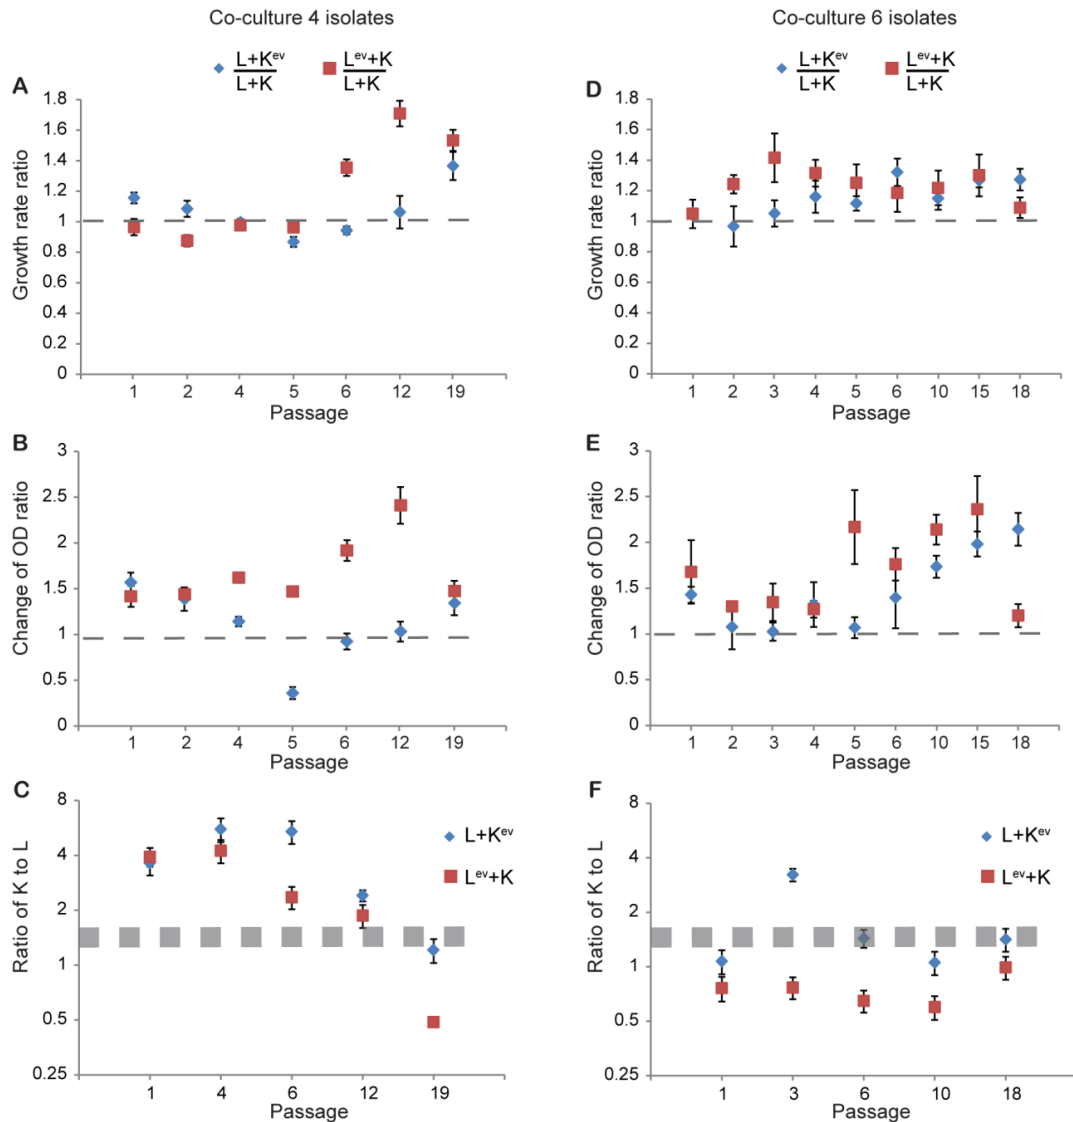 Co-culture 4 isolates
L+K^ev
L+K
L^ev+K
L+K
A
Growth rate ratio
1.8
1.6
1.4
1.2
1
0.8
0.6
0.4
0.2
0
1 2 4 5 6 12 19
Passage
B
Change of OD ratio
3
2.5
2
1.5
1
0.5
0
1 2 4 5 6 12 19
Passage
C
Ratio of K to L
8
4
2
1
0.5
0.25
L+K^ev
L^ev+K
1 4 6 12 19
Passage
Co-culture 6 isolates
L+K^ev
L+K
L^ev+K
L+K
D
Growth rate ratio
1.8
1.6
1.4
1.2
1
0.8
0.6
0.4
0.2
0
1 2 3 4 5 6 10 15 18
Passage
E
Change of OD ratio
3
2.5
2
1.5
1
0.5
0
1 2 3 4 5 6 10 15 18
Passage
F
Ratio of K to L
8
4
2
1
0.5
0.25
L+K^ev
L^ev+K
1 3 6 10 18
Passage